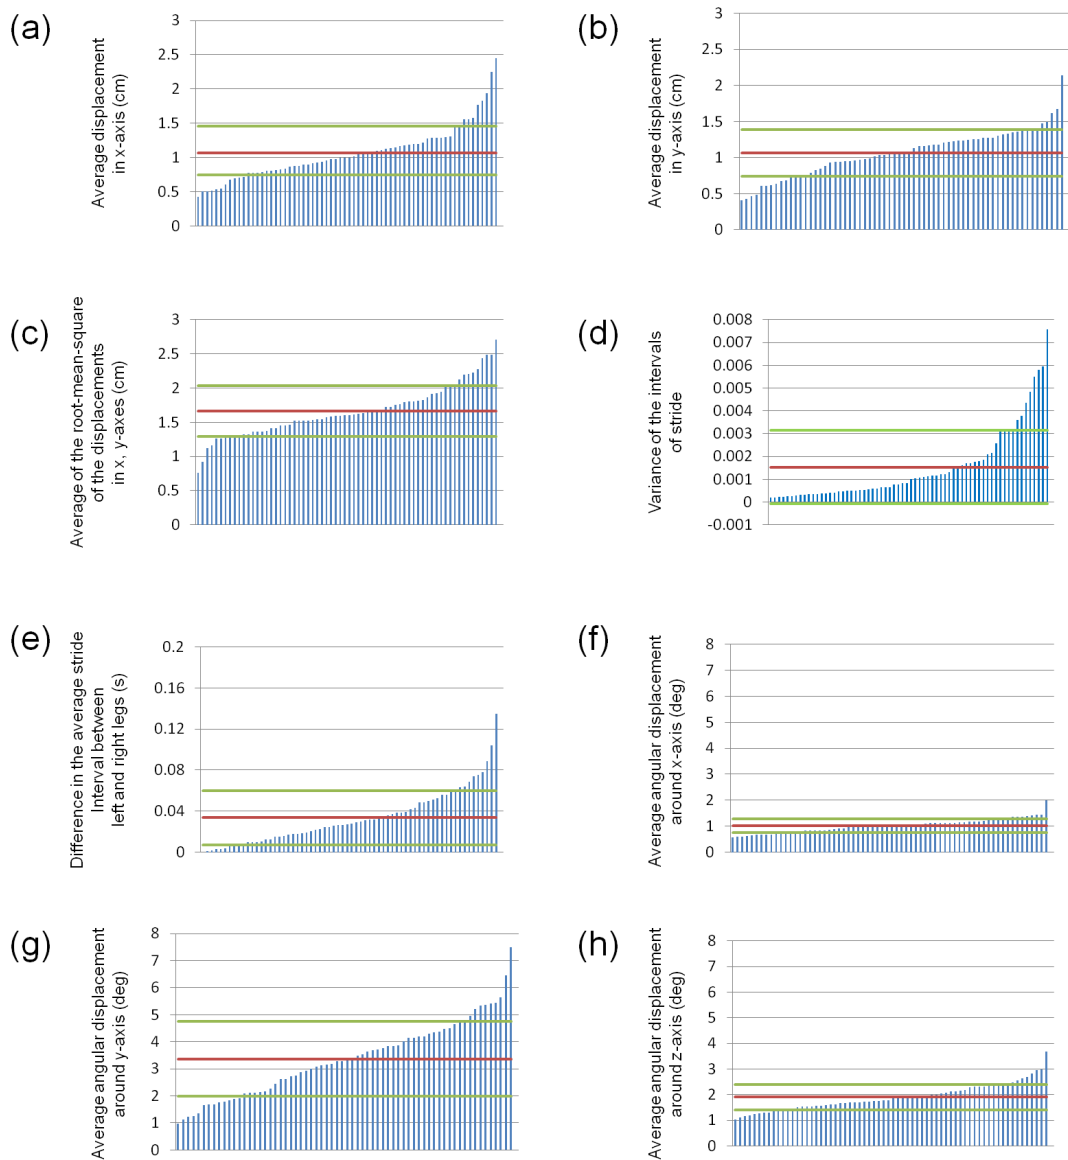 (a)
Average displacement
in x-axis (cm)
3
2.5
2
1.5
1
0.5
0
(b)
Average displacement
in y-axis (cm)
3
2.5
2
1.5
1
0.5
0
(c)
Average of the root-mean-square
of the displacements
in x, y-axes (cm)
3
2.5
2
1.5
1
0.5
0
(d)
Variance of the intervals
of stride
0.008
0.007
0.006
0.005
0.004
0.003
0.002
0.001
0
-0.001
(e)
Difference in the average stride
Interval between
left and right legs (s)
0.2
0.16
0.12
0.08
0.04
0
(f)
Average angular displacement
around x-axis (deg)
8
7
6
5
4
3
2
1
0
(g)
Average angular displacement
around y-axis (deg)
8
7
6
5
4
3
2
1
0
(h)
Average angular displacement
around z-axis (deg)
8
7
6
5
4
3
2
1
0